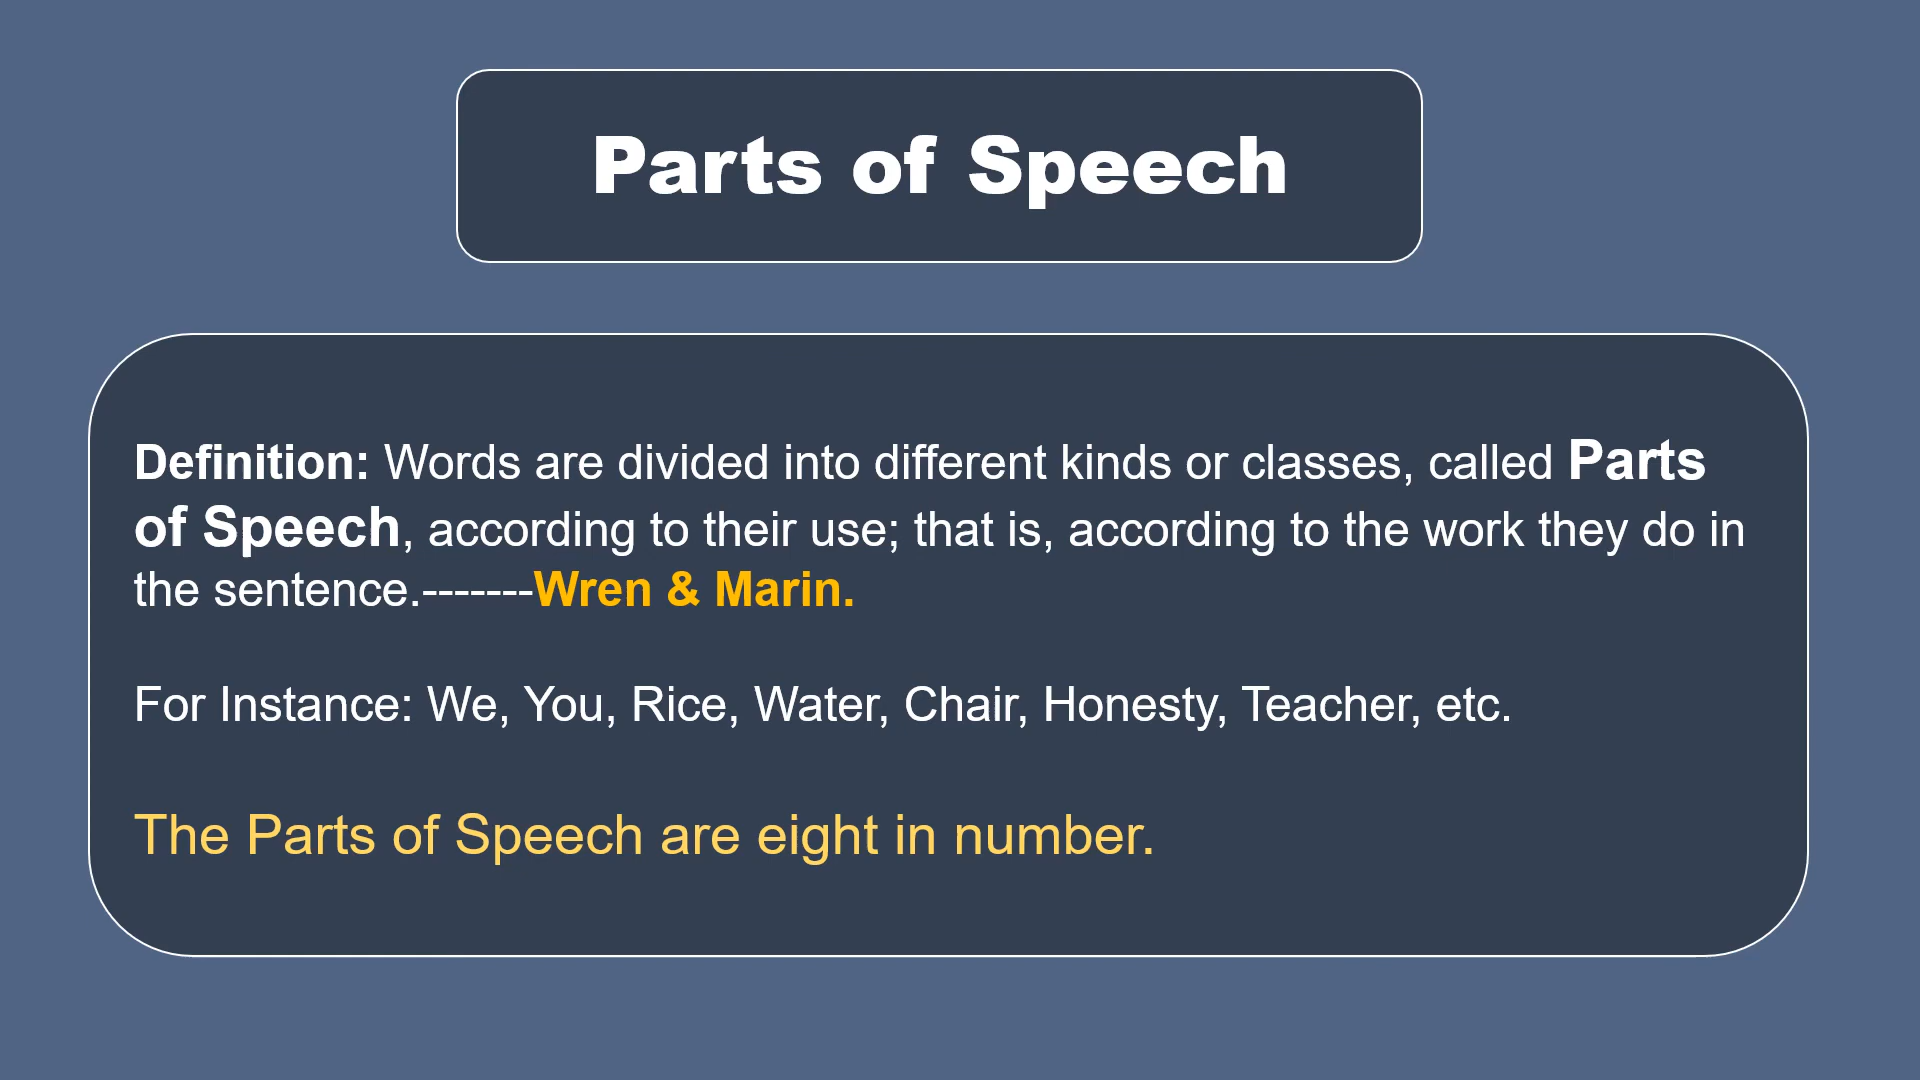 Parts of Speech
Definition: Words are divided into different kinds or classes, called Parts
of Speech, according to their use; that is, according to the work they do in
the sentence.-------Wren & Marin.
For Instance: We, You, Rice, Water, Chair, Honesty, Teacher, etc.
The Parts of Speech are eight in number.